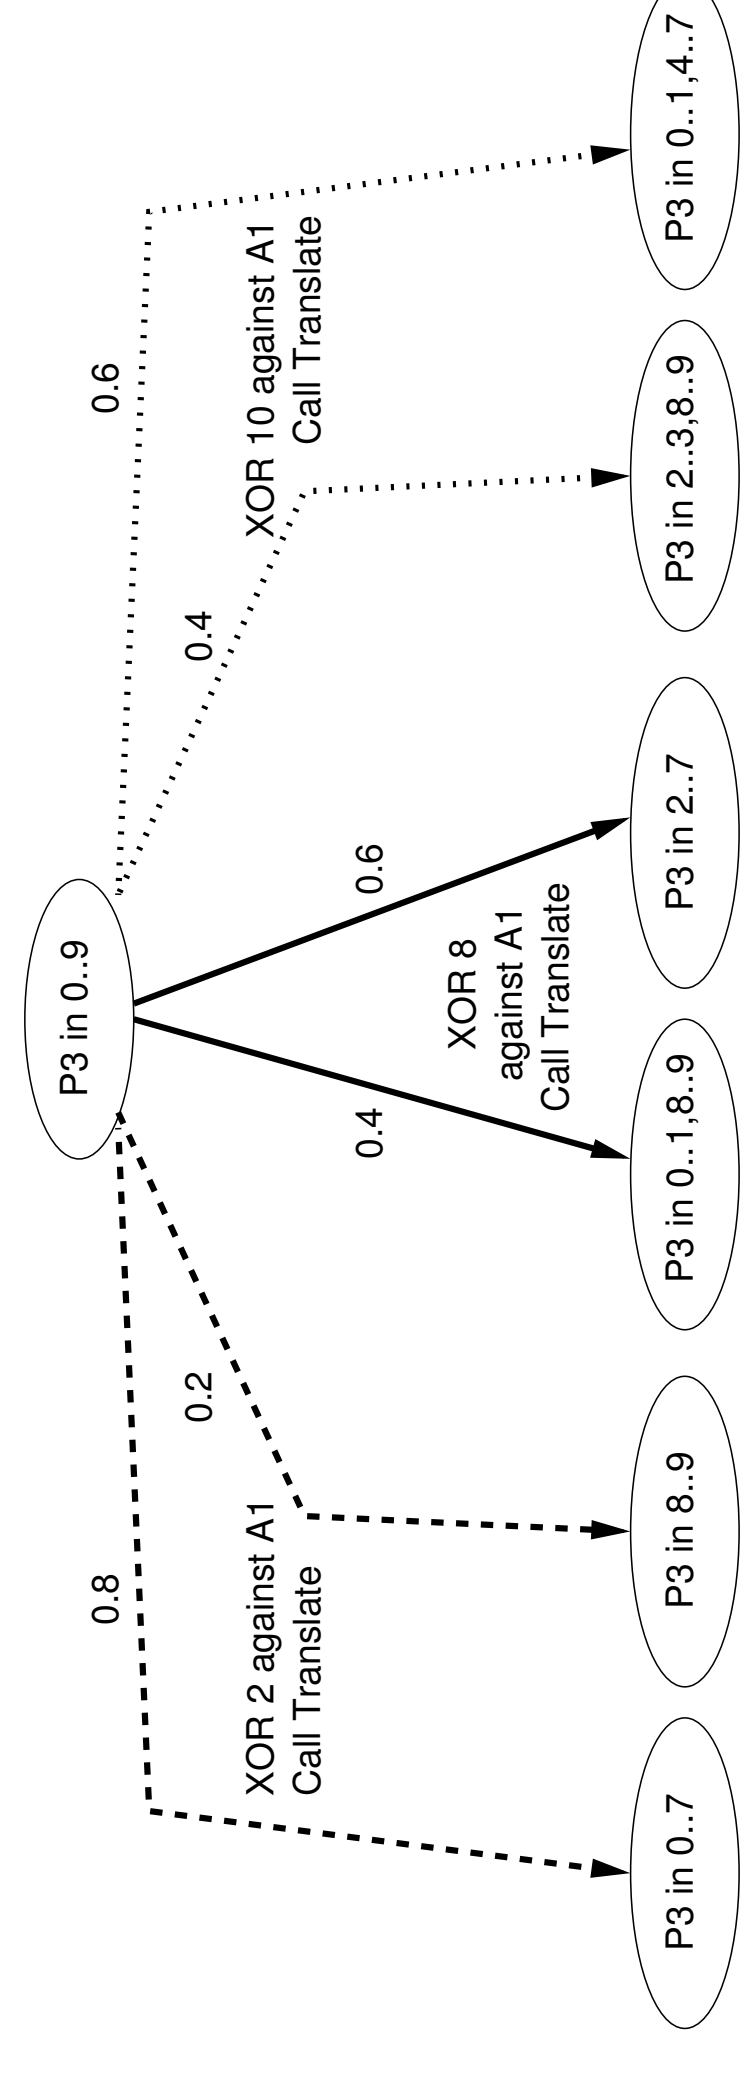 P3 in 0..9
0.8
0.2
XOR 2 against A1
Call Translate
0.4
0.6
XOR 8
against A1
Call Translate
0.4
0.6
XOR 10 against A1
Call Translate
P3 in 0..7
P3 in 8..9
P3 in 0..1,8..9
P3 in 2..7
P3 in 2..3,8..9
P3 in 0..1,4..7